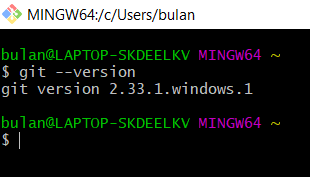 MINGW64:/c/Users/bulan
bulan@LAPTOP-SKDEELKV MINGW64 ~
$ git --version
git version 2.33.1.windows.1
bulan@LAPTOP-SKDEELKV MINGW64 ~
$